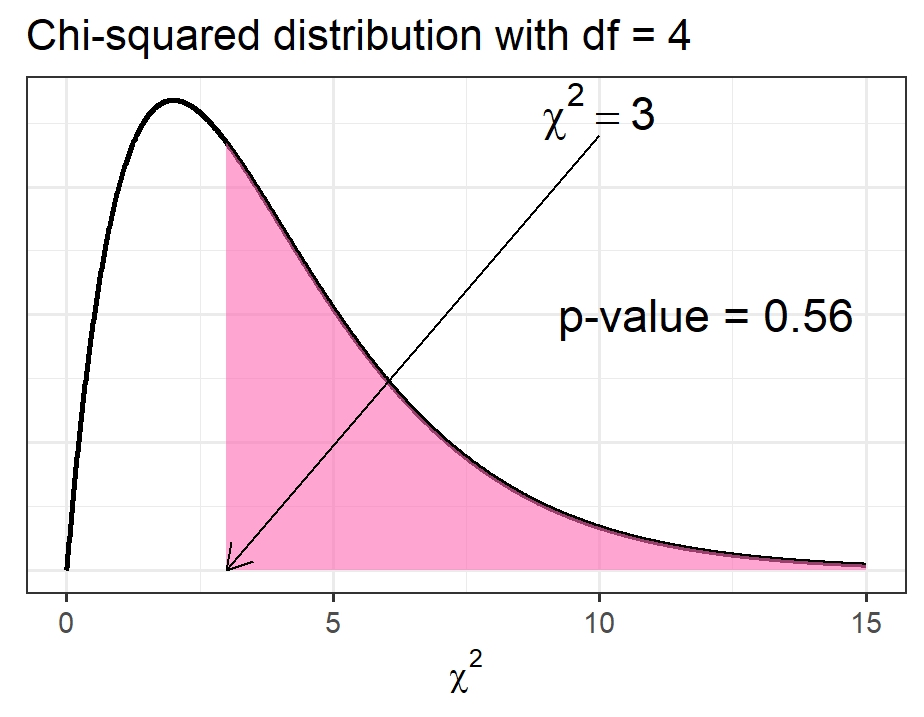 Chi-squared distribution with df = 4
χ² = 3
p-value = 0.56
0 5 10 15
χ²